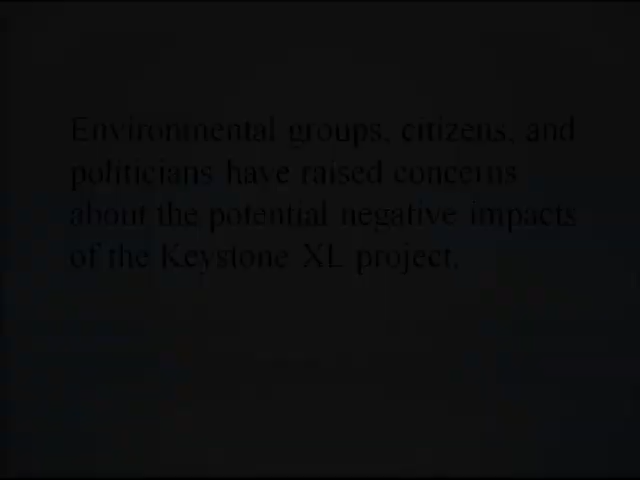 Environmental groups, citizens, and
politicians have raised concerns
about the potential negative impacts
of the Keystone XL project.